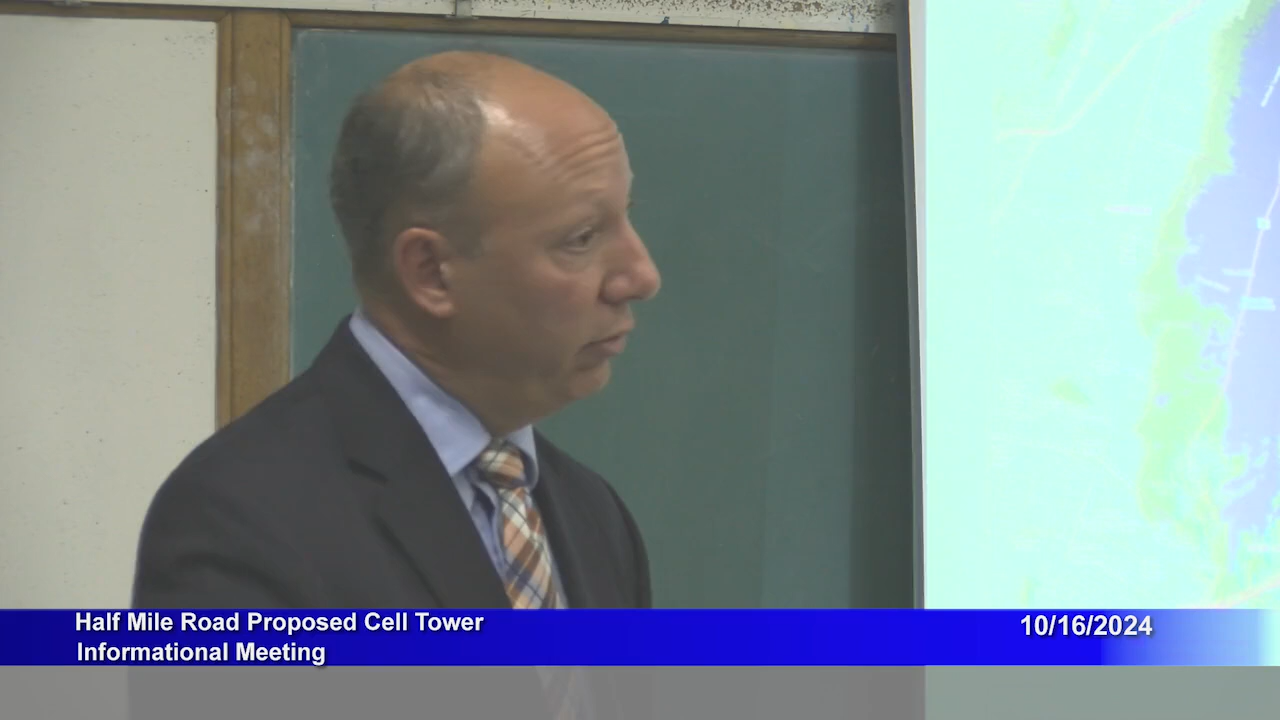 Half Mile Road Proposed Cell Tower
Informational Meeting
10/16/2024